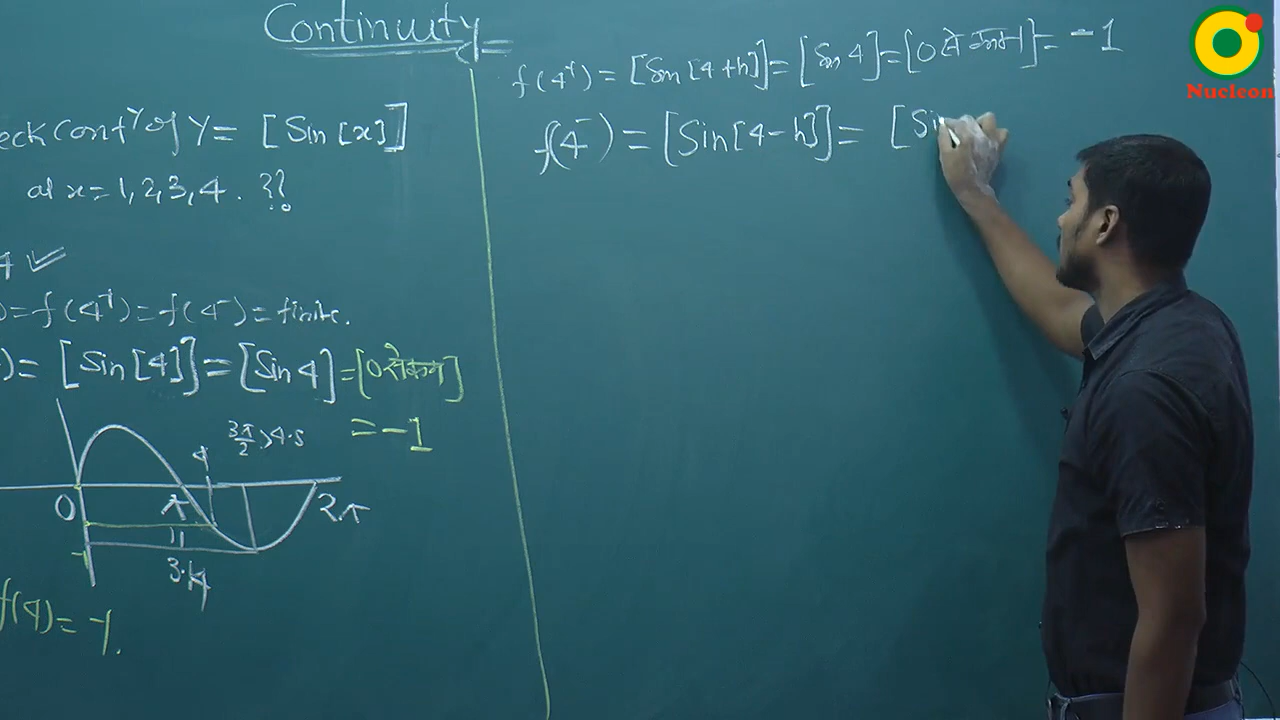 Continuity
eck Contʸ of y = [Sin [x]]
at x = 1, 2, 3, 4 . ??
4 ✓
) = f(4⁺) = f(4⁻) = finite.
) = [Sin [4]] = [Sin 4] = [0 से कम]
= -1
3π/2 > 4.5
4
0 π 2π
11
3.14
-1
f(4) = -1.
f(4⁺) = [Sin [4+h]] = [Sin 4] = [0 से कम] = -1
f(4⁻) = [Sin [4-h]] = [Si
Nucleon